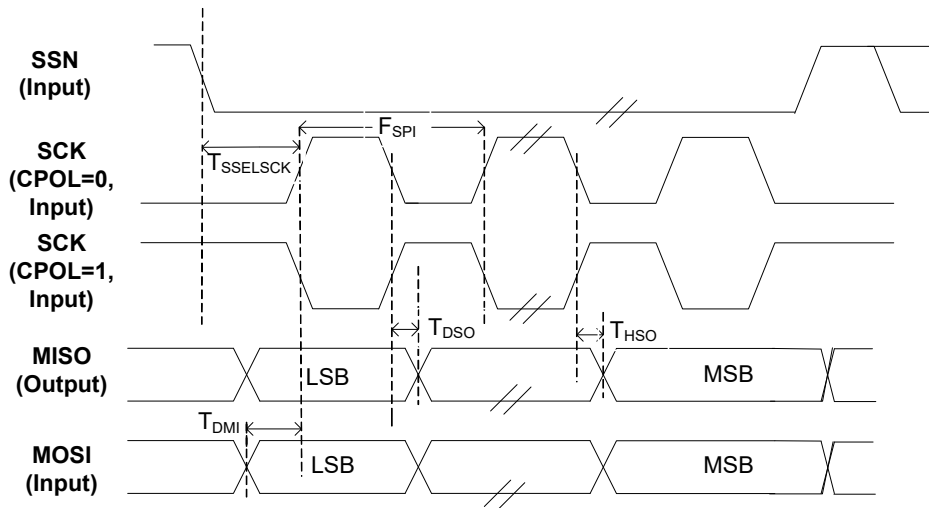 SSN
(Input)
F_SPI
T_SSELSCK
SCK
(CPOL=0,
Input)
SCK
(CPOL=1,
Input)
T_DSO
T_HSO
MISO
(Output)
LSB
MSB
T_DMI
MOSI
(Input)
LSB
MSB